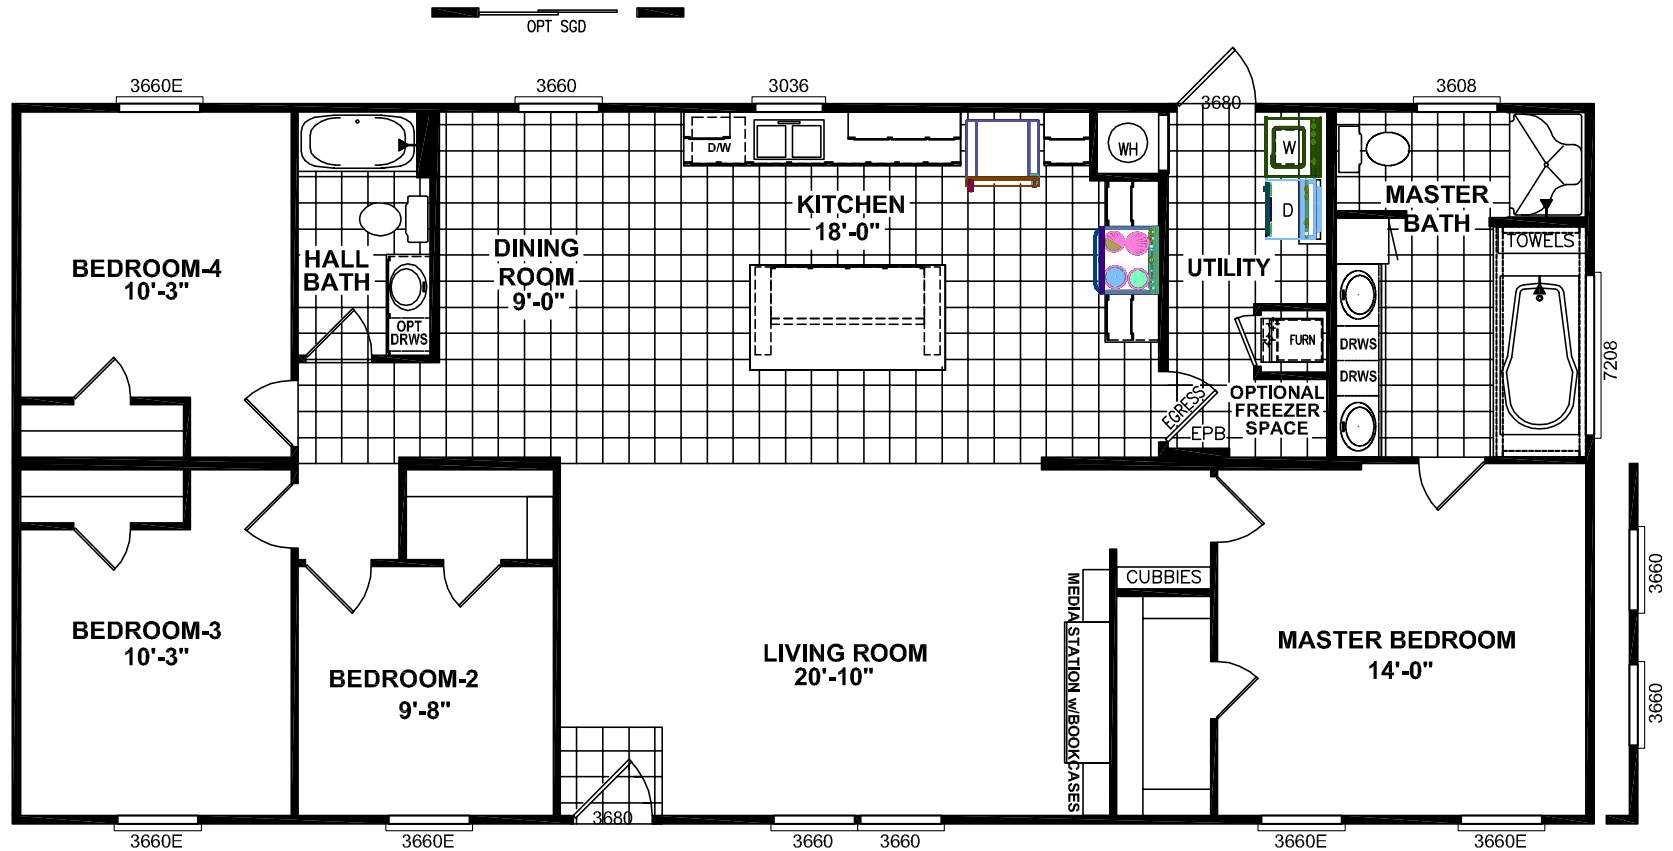 OPT SGD
3660E
3660
3036
3680
3608
D/W
WH
W
D
KITCHEN
18'-0"
MASTER
BATH
TOWELS
DINING
ROOM
9'-0"
HALL
BATH
BEDROOM-4
10'-3"
UTILITY
OPT
DRWS
FURN
DRWS
DRWS
7208
OPTIONAL
FREEZER
SPACE
EGRESS
EPB
CUBBIES
3660
BEDROOM-3
10'-3"
BEDROOM-2
9'-8"
LIVING ROOM
20'-10"
MEDIA STATION w/BOOKCASES
MASTER BEDROOM
14'-0"
3660
3680
3660E
3660E
3660
3660
3660E
3660E